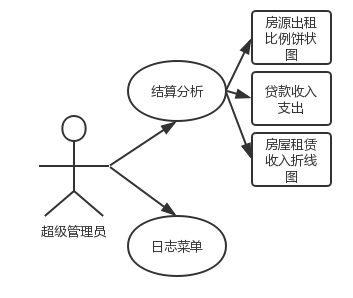 房源出租
比例饼状
图
结算分析
贷款收入
支出
房屋租赁
收入折线
图
超级管理员
日志菜单